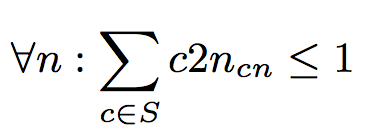 ∀n : ∑_{c∈S} c2n_{cn} ≤ 1